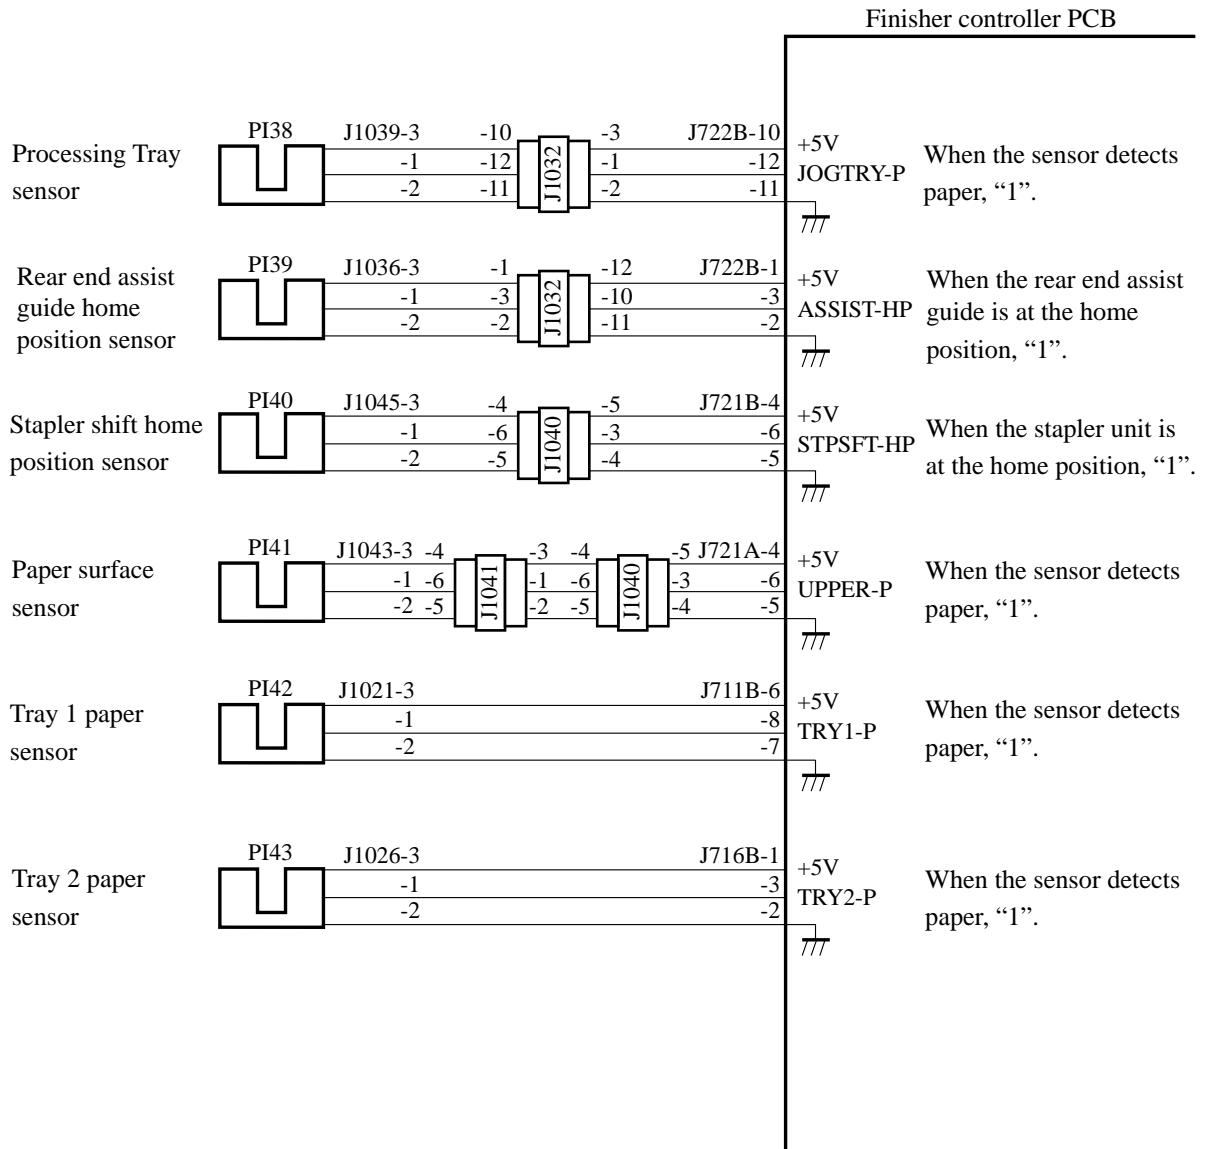 Finisher controller PCB
Processing Tray
sensor
PI38
J1039-3 -10 -3 J722B-10
-1 -12 -1 -12
-2 -11 -2 -11
J1032
+5V
JOGTRY-P
When the sensor detects
paper, “1”.
Rear end assist
guide home
position sensor
PI39
J1036-3 -1 -12 J722B-1
-1 -3 -10 -3
-2 -2 -11 -2
J1032
+5V
ASSIST-HP
When the rear end assist
guide is at the home
position, “1”.
Stapler shift home
position sensor
PI40
J1045-3 -4 -5 J721B-4
-1 -6 -3 -6
-2 -5 -4 -5
J1040
+5V
STPSFT-HP
When the stapler unit is
at the home position, “1”.
Paper surface
sensor
PI41
J1043-3 -4 -3 -4 -5 J721A-4
-1 -6 -1 -6 -3 -6
-2 -5 -2 -5 -4 -5
J1041
J1040
+5V
UPPER-P
When the sensor detects
paper, “1”.
Tray 1 paper
sensor
PI42
J1021-3 J711B-6
-1 -8
-2 -7
+5V
TRY1-P
When the sensor detects
paper, “1”.
Tray 2 paper
sensor
PI43
J1026-3 J716B-1
-1 -3
-2 -2
+5V
TRY2-P
When the sensor detects
paper, “1”.